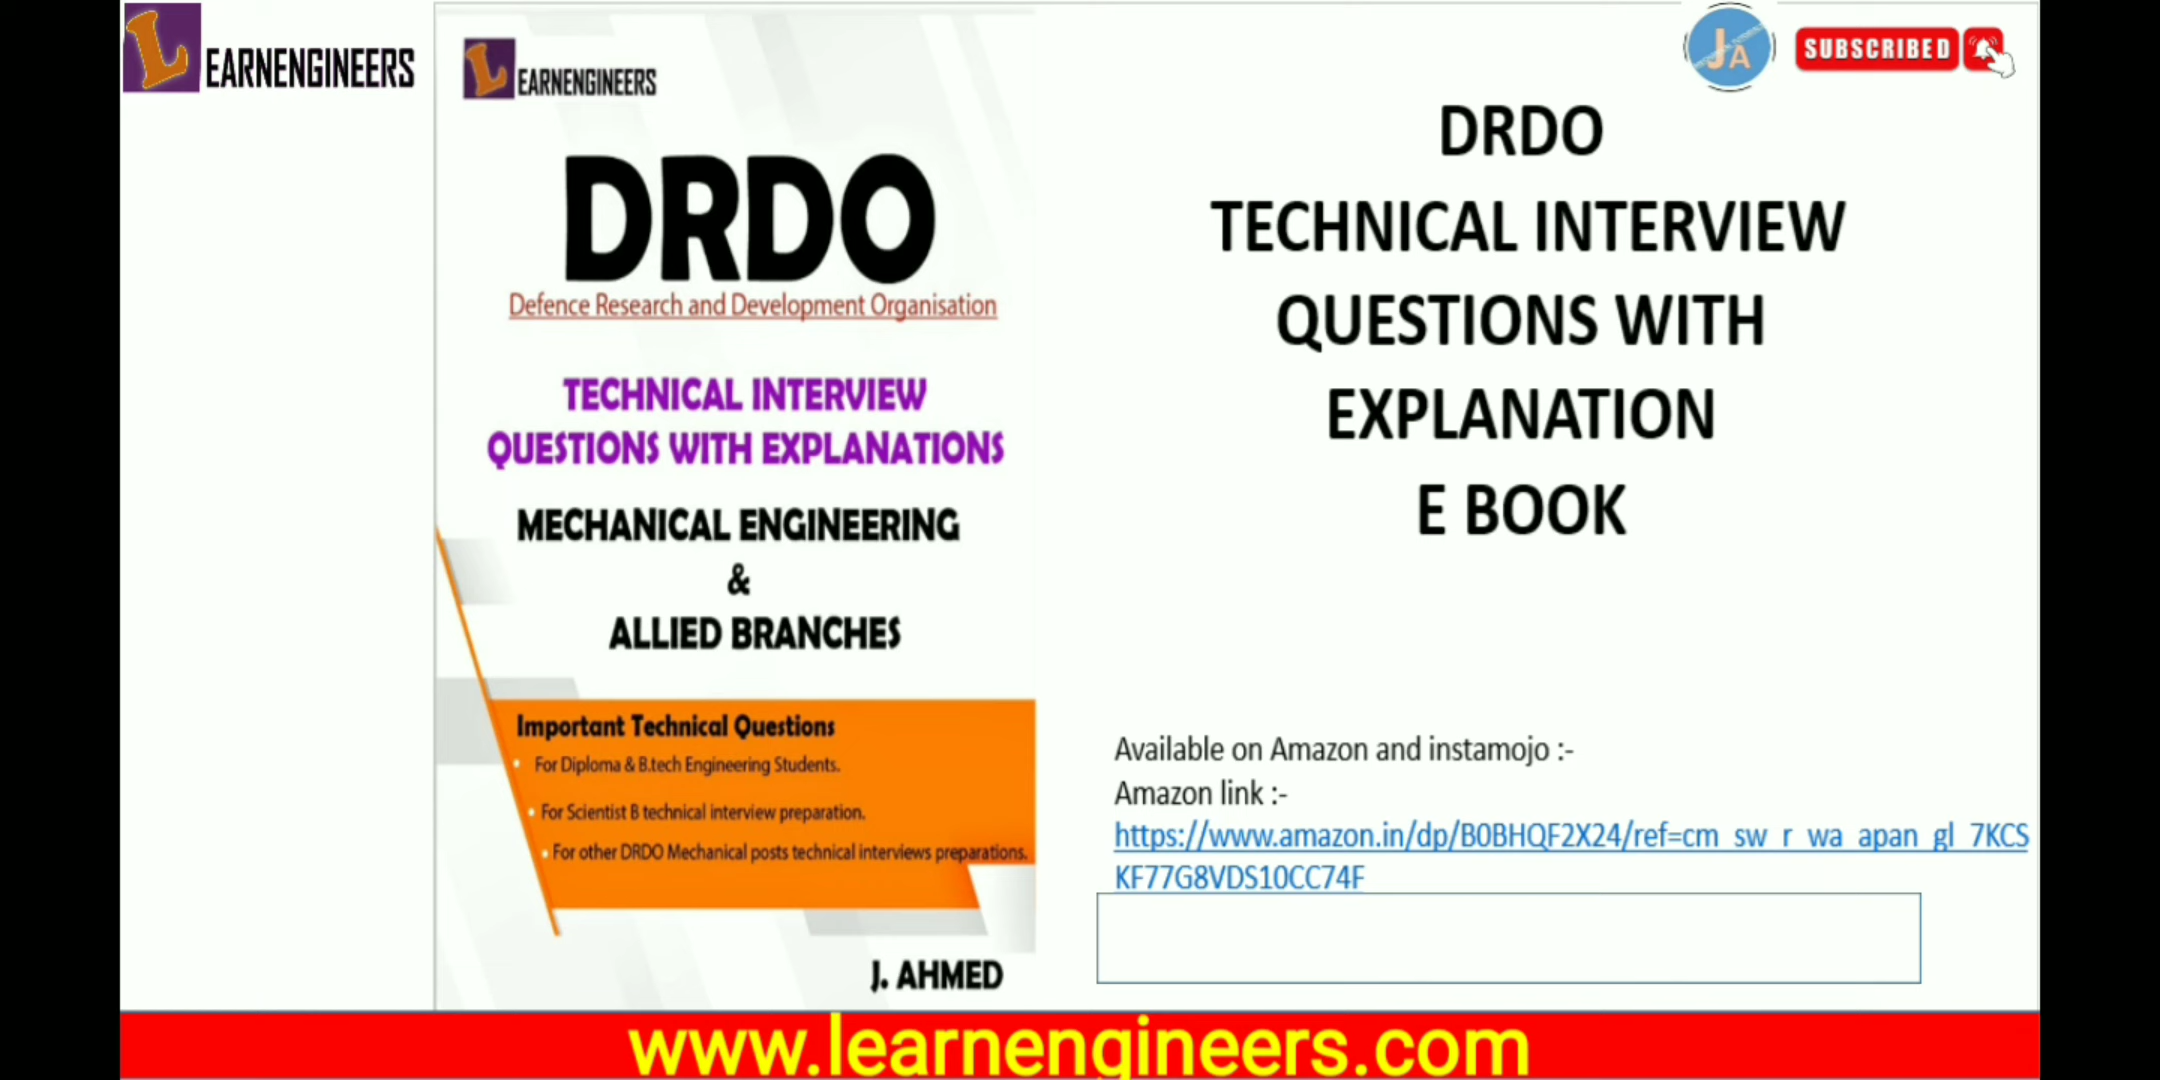 LEARNENGINEERS
LEARNENGINEERS
DRDO
Defence Research and Development Organisation
TECHNICAL INTERVIEW
QUESTIONS WITH EXPLANATIONS
MECHANICAL ENGINEERING
&
ALLIED BRANCHES
Important Technical Questions
• For Diploma & B.tech Engineering Students.
• For Scientist B technical interview preparation.
• For other DRDO Mechanical posts technical interviews preparations.
J. AHMED
JA
SUBSCRIBED
DRDO
TECHNICAL INTERVIEW
QUESTIONS WITH
EXPLANATION
E BOOK
Available on Amazon and instamojo :-
Amazon link :-
https://www.amazon.in/dp/B0BHQF2X24/ref=cm_sw_r_wa_apan_gl_7KCS
KF77G8VDS10CC74F
www.learnengineers.com